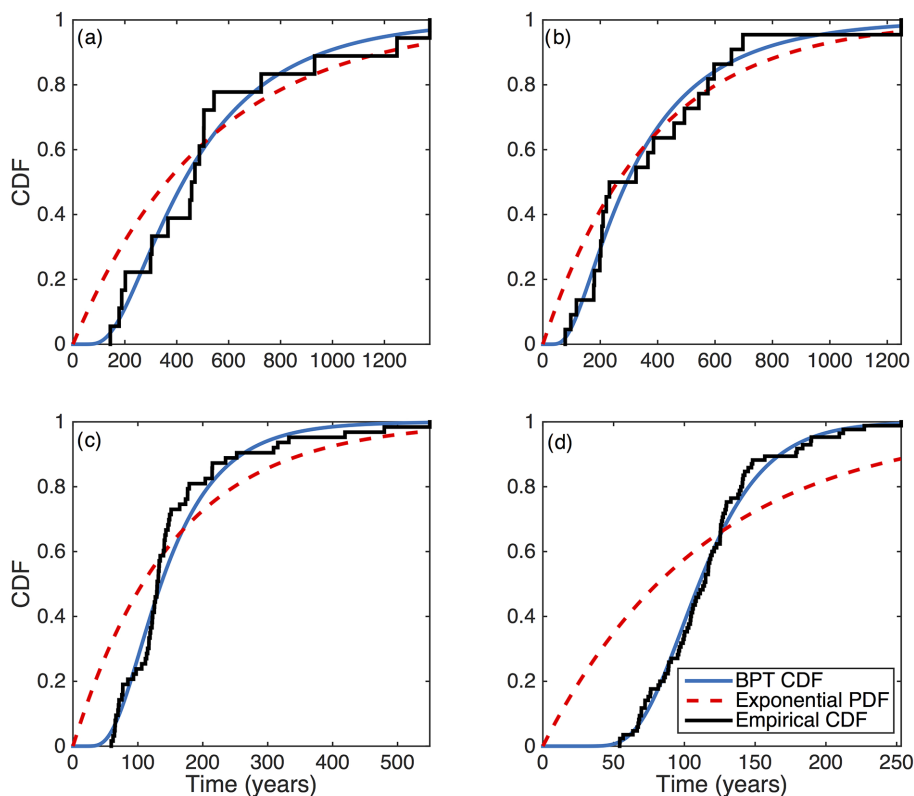 (a)
1
0.8
0.6
0.4
0.2
0
CDF
0 200 400 600 800 1000 1200
(b)
1
0.8
0.6
0.4
0.2
0
0 200 400 600 800 1000 1200
(c)
1
0.8
0.6
0.4
0.2
0
CDF
0 100 200 300 400 500
Time (years)
(d)
1
0.8
0.6
0.4
0.2
0
BPT CDF
Exponential PDF
Empirical CDF
0 50 100 150 200 250
Time (years)